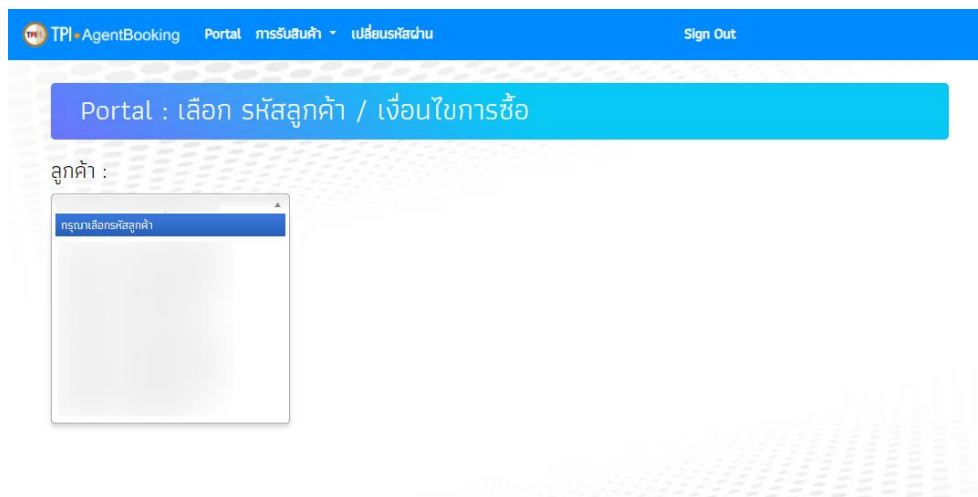 TPI AgentBooking Portal การรับสินค้า เปลี่ยนรหัสผ่าน Sign Out
Portal : เลือก รหัสลูกค้า / เงื่อนไขการซื้อ
ลูกค้า :
กรุณาเลือกรหัสลูกค้า